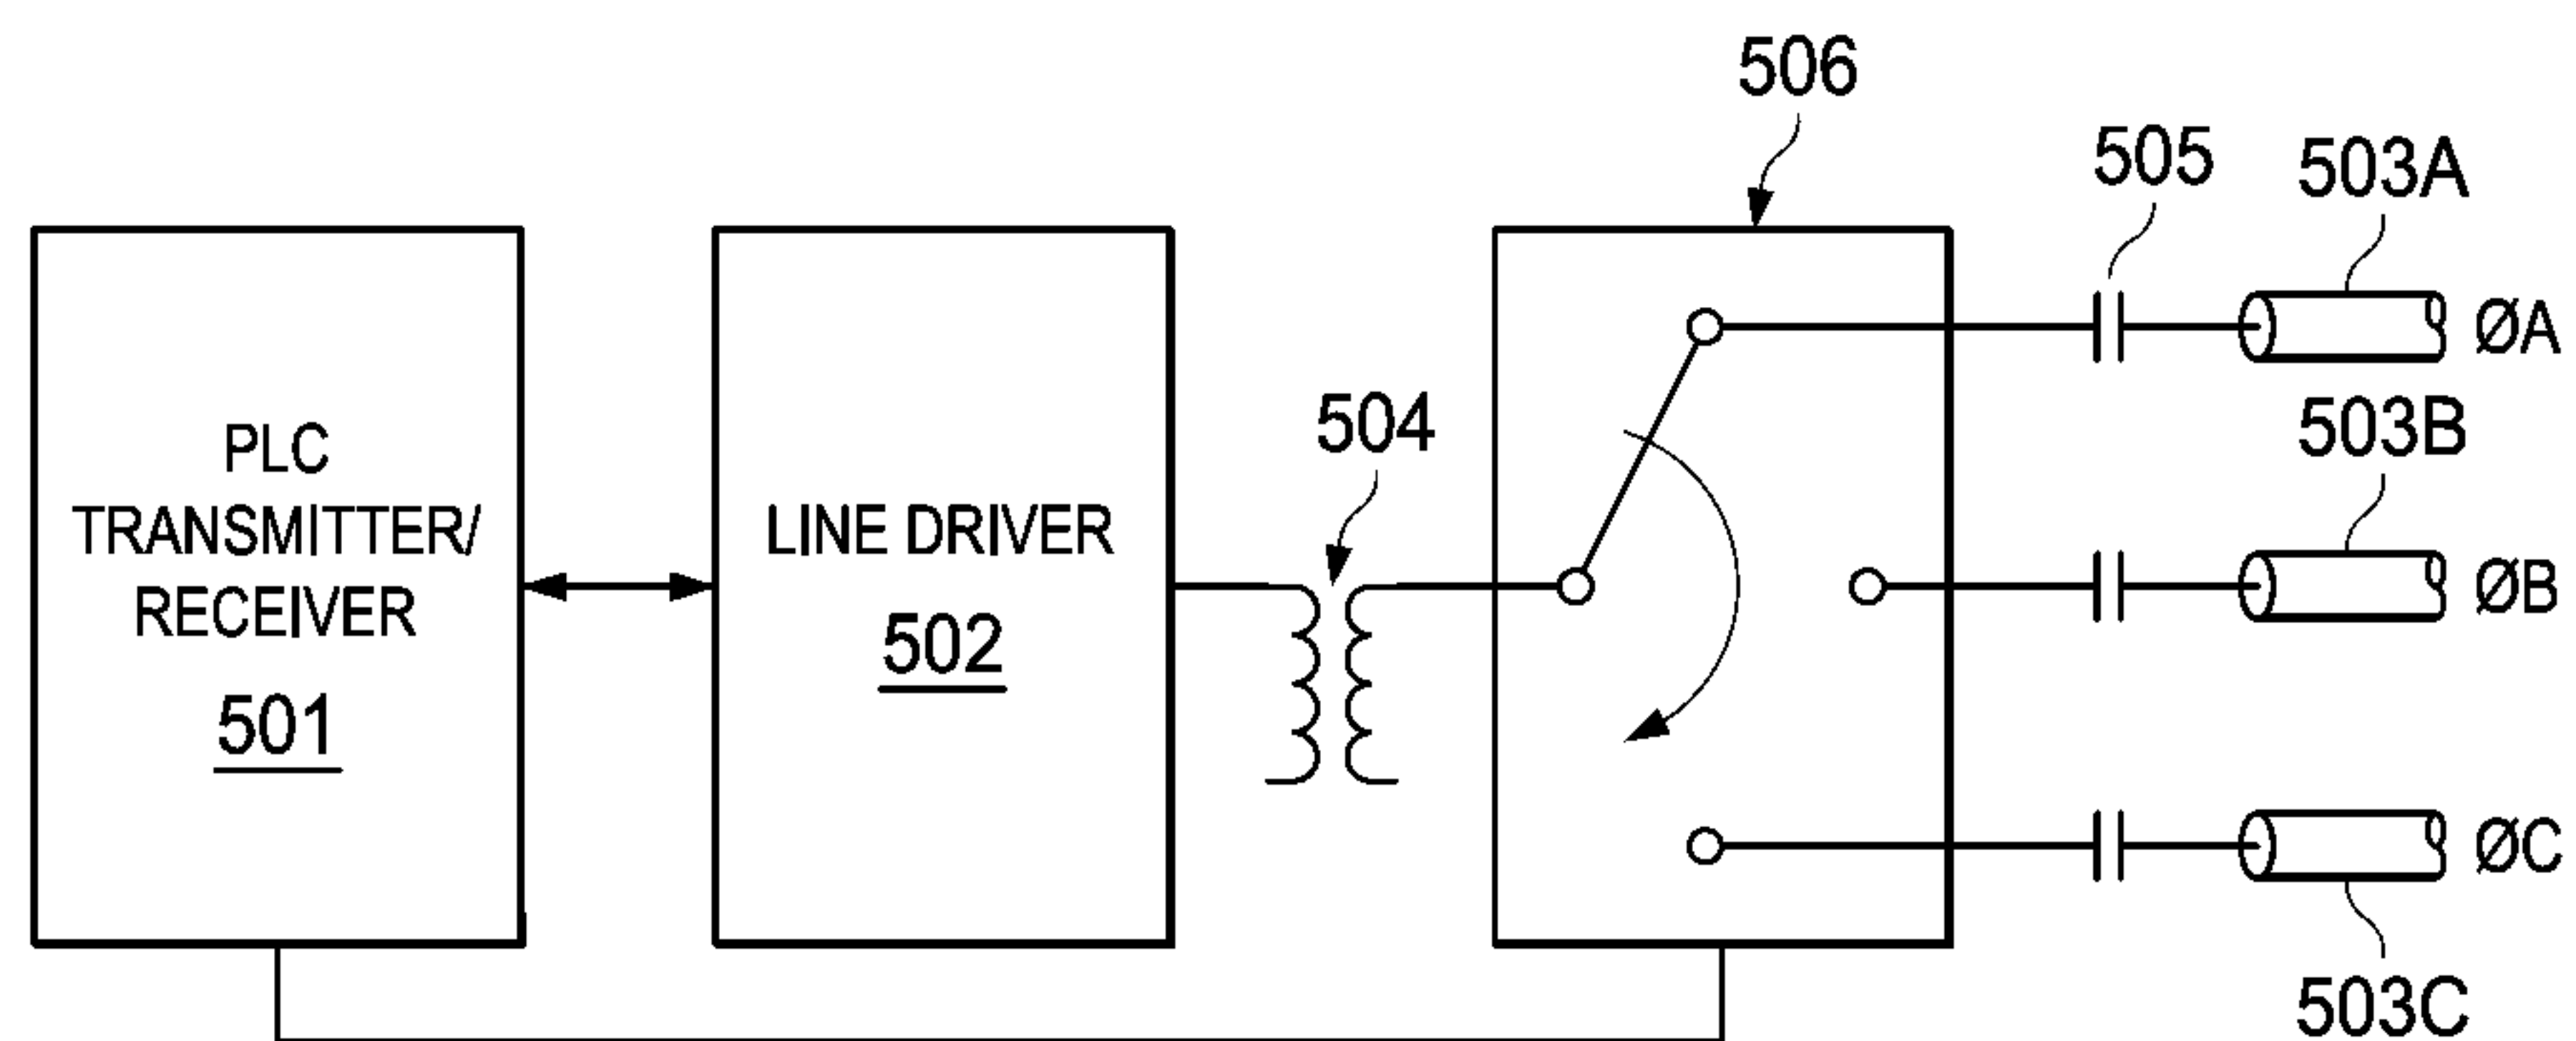 506
505
503A
ØA
503B
504
PLC
TRANSMITTER/
RECEIVER
501
LINE DRIVER
502
ØB
ØC
503C